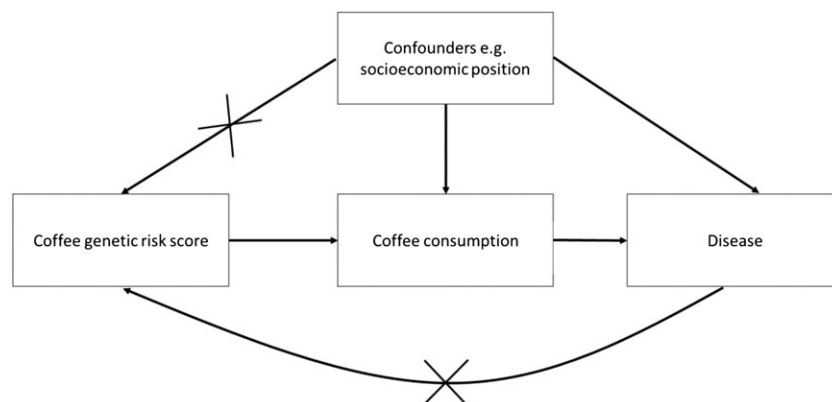 Confounders e.g.
socioeconomic position
Coffee genetic risk score
Coffee consumption
Disease